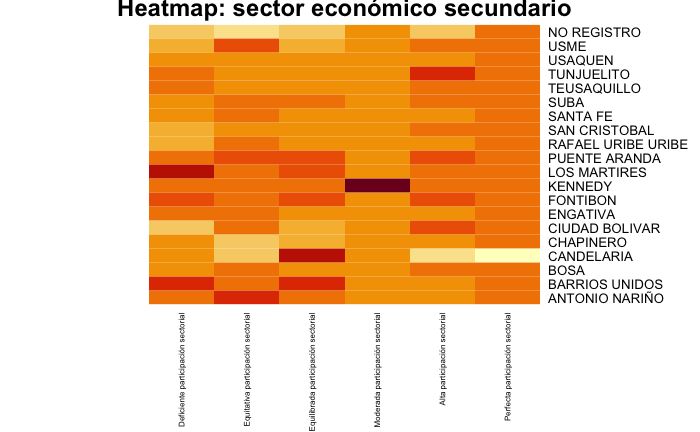 Heatmap: sector económico secundario
NO REGISTRO
USME
USAQUEN
TUNJUELITO
TEUSAQUILLO
SUBA
SANTA FE
SAN CRISTOBAL
RAFAEL URIBE URIBE
PUENTE ARANDA
LOS MARTIRES
KENNEDY
FONTIBON
ENGATIVA
CIUDAD BOLIVAR
CHAPINERO
CANDELARIA
BOSA
BARRIOS UNIDOS
ANTONIO NARIÑO
Deficiente participación sectorial
Equitativa participación sectorial
Equilibrada participación sectorial
Moderada participación sectorial
Alta participación sectorial
Perfecta participación sectorial